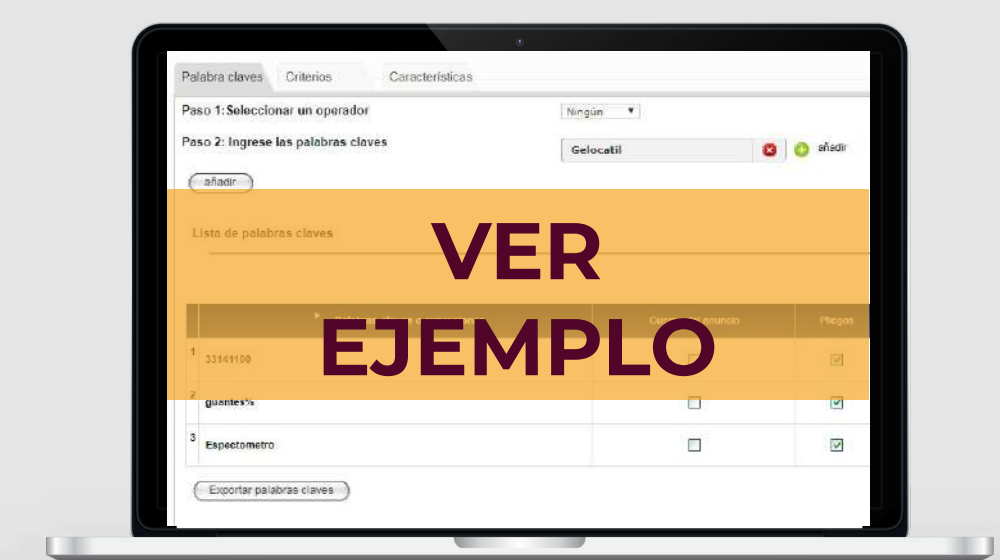 Palabra claves Criterios Características
Paso 1: Seleccionar un operador Ningún
Paso 2: Ingrese las palabras claves Gelocatil añadir
añadir
Lista de palabras claves
VER
EJEMPLO
Pliegos
1 33141100
2 guantes%
3 Espectometro
Exportar palabras claves